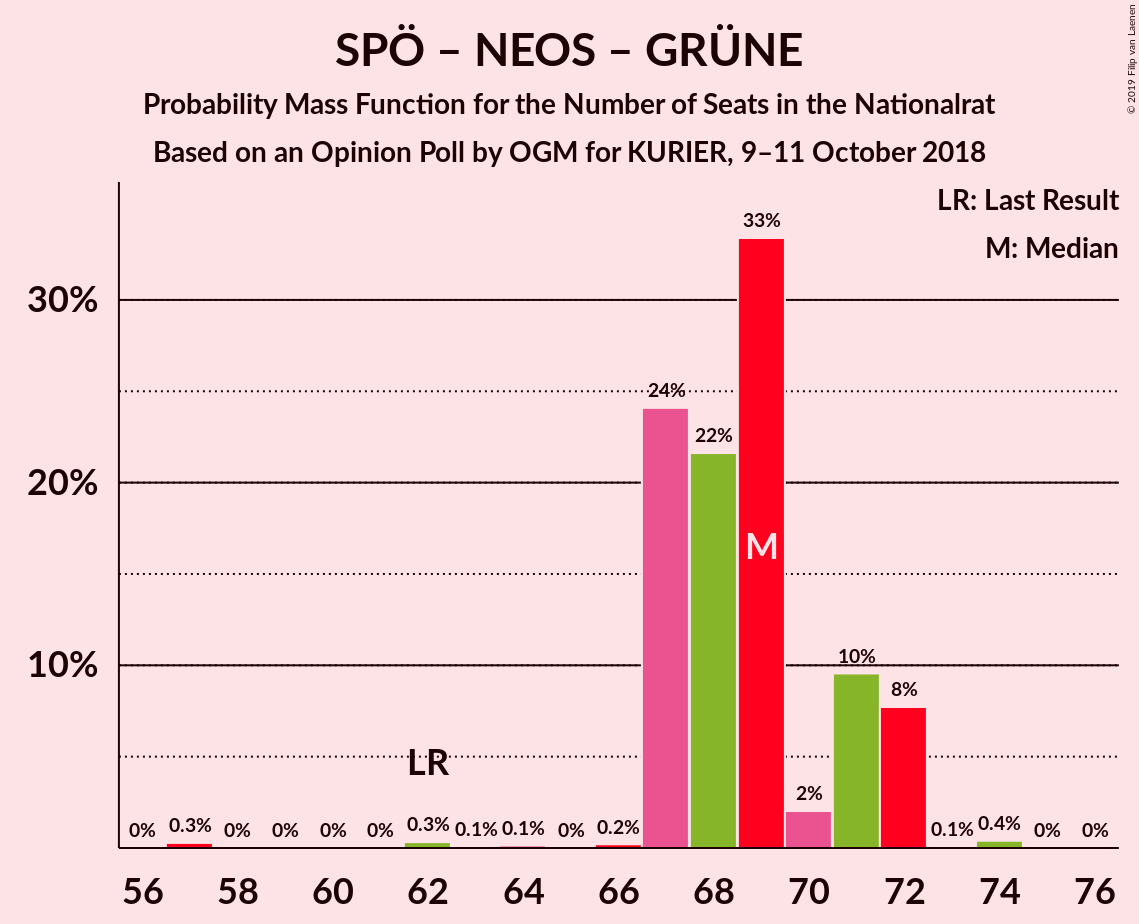 SPÖ – NEOS – GRÜNE
Probability Mass Function for the Number of Seats in the Nationalrat
Based on an Opinion Poll by OGM for KURIER, 9–11 October 2018
© 2019 Filip van Laenen
LR: Last Result
M: Median
33%
30%
24%
22%
20%
M
10%
10%
8%
LR
2%
0% 0.3% 0% 0% 0% 0% 0.3% 0.1% 0.1% 0% 0.2% 0.1% 0.4% 0% 0%
56 58 60 62 64 66 68 70 72 74 76